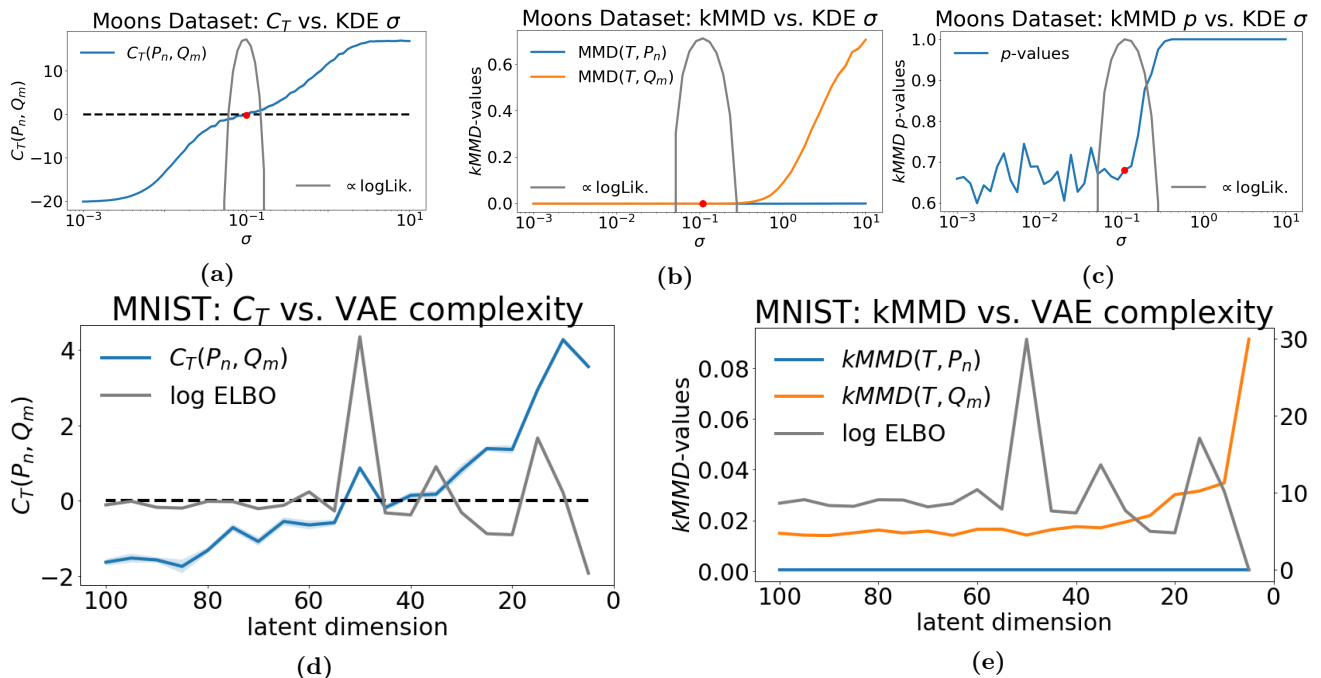 Moons Dataset: C_T vs. KDE σ
C_T(P_n, Q_m)
10
0
−10
−20
C_T(P_n, Q_m)
∝ logLik.
10^{−3} 10^{−1} 10^1
σ
(a)
Moons Dataset: kMMD vs. KDE σ
kMMD-values
0.6
0.4
0.2
0.0
MMD(T, P_n)
MMD(T, Q_m)
∝ logLik.
10^{−3} 10^{−2} 10^{−1} 10^0 10^1
σ
(b)
Moons Dataset: kMMD p vs. KDE σ
kMMD p-values
1.0
0.9
0.8
0.7
0.6
p-values
∝ logLik.
10^{−3} 10^{−2} 10^{−1} 10^0 10^1
σ
(c)
MNIST: C_T vs. VAE complexity
C_T(P_n, Q_m)
4
2
0
−2
C_T(P_n, Q_m)
log ELBO
100 80 60 40 20 0
latent dimension
(d)
MNIST: kMMD vs. VAE complexity
kMMD-values
0.08
0.06
0.04
0.02
0.00
kMMD(T, P_n)
kMMD(T, Q_m)
log ELBO
30
20
10
0
100 80 60 40 20 0
latent dimension
(e)